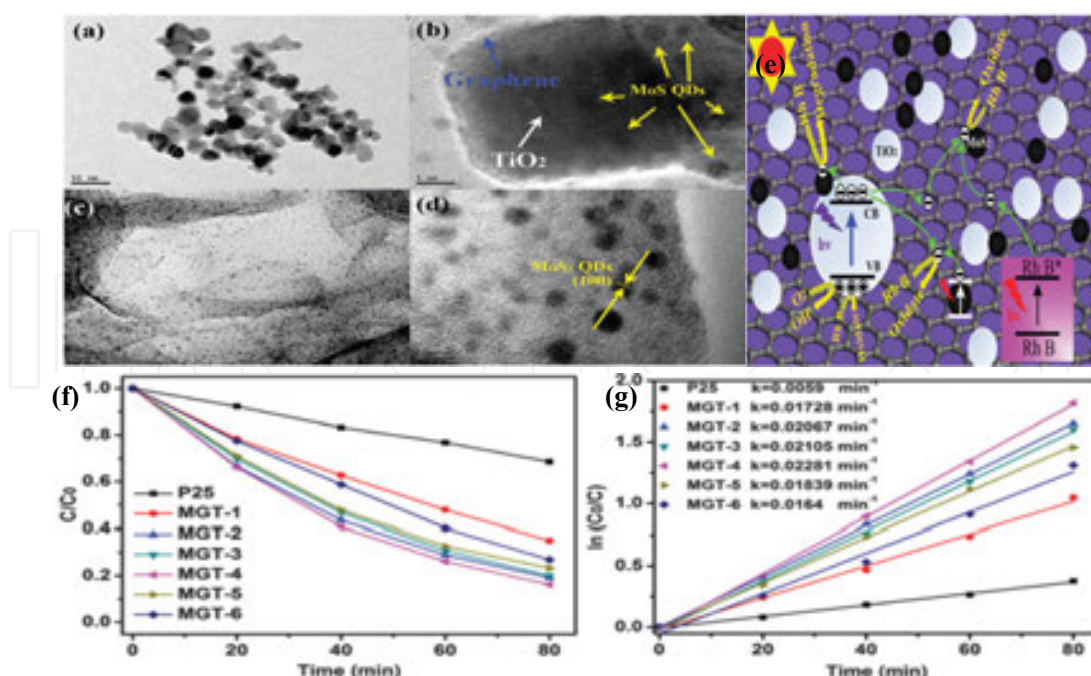 (a)
(b)
Graphene
MoS QDs
TiO₂
(c)
(d)
MoS₂ QDs
(100)
(e)
TiO₂
CB
hv
VB
Rh B
Oxidate
Rh B
Oxidate
Rh B*
Rh B
(f)
C/C₀
1.0
0.8
0.6
0.4
0.2
0.0
P25
MGT-1
MGT-2
MGT-3
MGT-4
MGT-5
MGT-6
0 20 40 60 80
Time (min)
(g)
ln (C₀/C)
2.0
1.5
1.0
0.5
0.0
P25 k=0.0059 min⁻¹
MGT-1 k=0.01728 min⁻¹
MGT-2 k=0.02067 min⁻¹
MGT-3 k=0.02105 min⁻¹
MGT-4 k=0.02281 min⁻¹
MGT-5 k=0.01839 min⁻¹
MGT-6 k=0.0164 min⁻¹
0 20 40 60 80
Time (min)